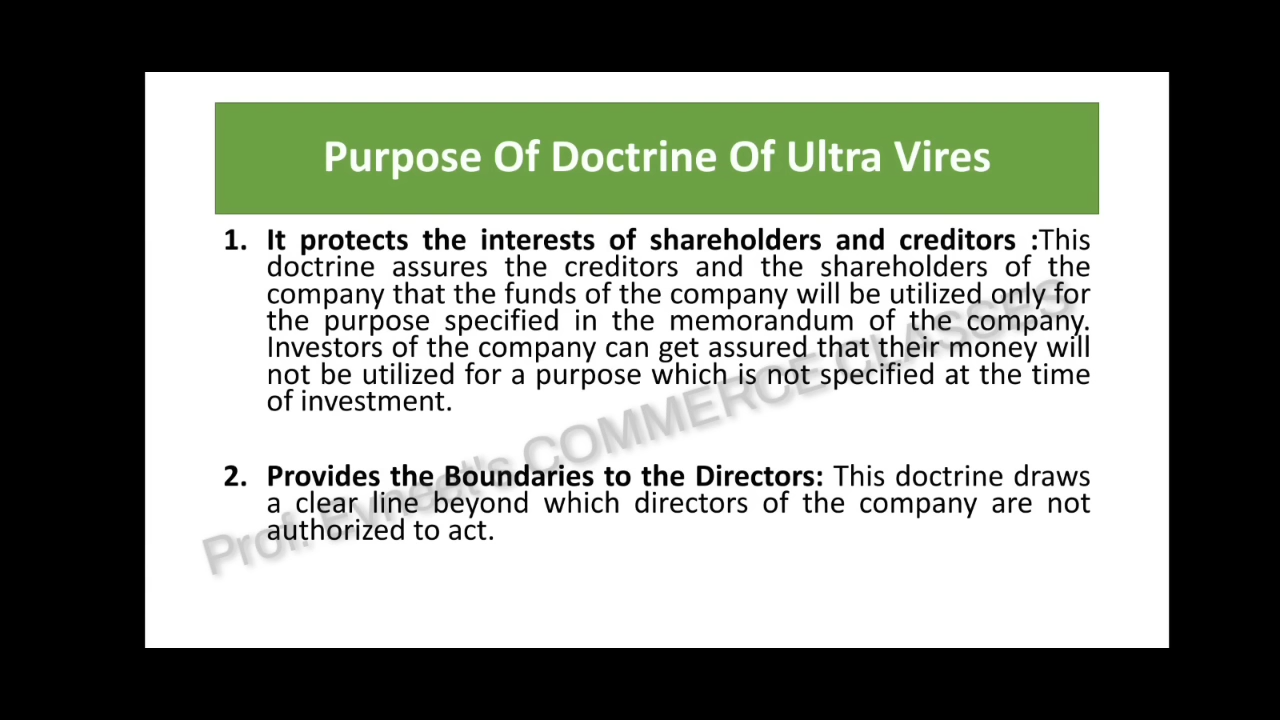 Purpose Of Doctrine Of Ultra Vires
1. It protects the interests of shareholders and creditors :This
doctrine assures the creditors and the shareholders of the
company that the funds of the company will be utilized only for
the purpose specified in the memorandum of the company.
Investors of the company can get assured that their money will
not be utilized for a purpose which is not specified at the time
of investment.
2. Provides the Boundaries to the Directors: This doctrine draws
a clear line beyond which directors of the company are not
authorized to act.
Prof. COMMERCE CLASSES